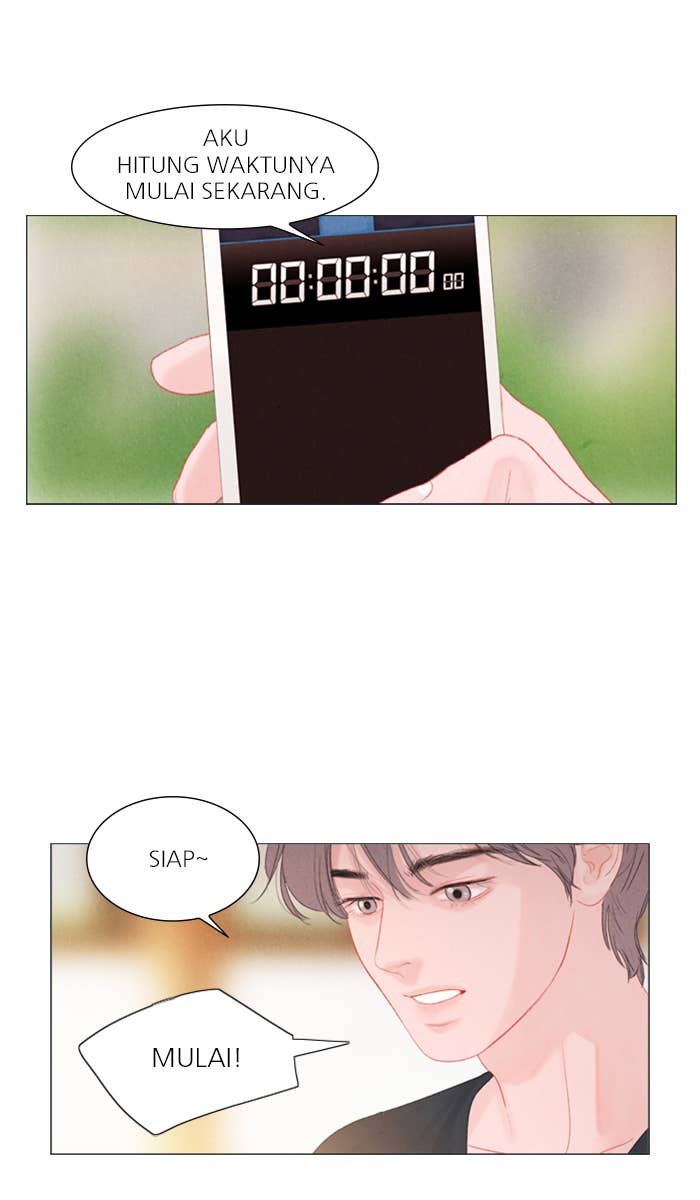 AKU
HITUNG WAKTUNYA
MULAI SEKARANG.
00:00:00 00
SIAP~
MULAI!